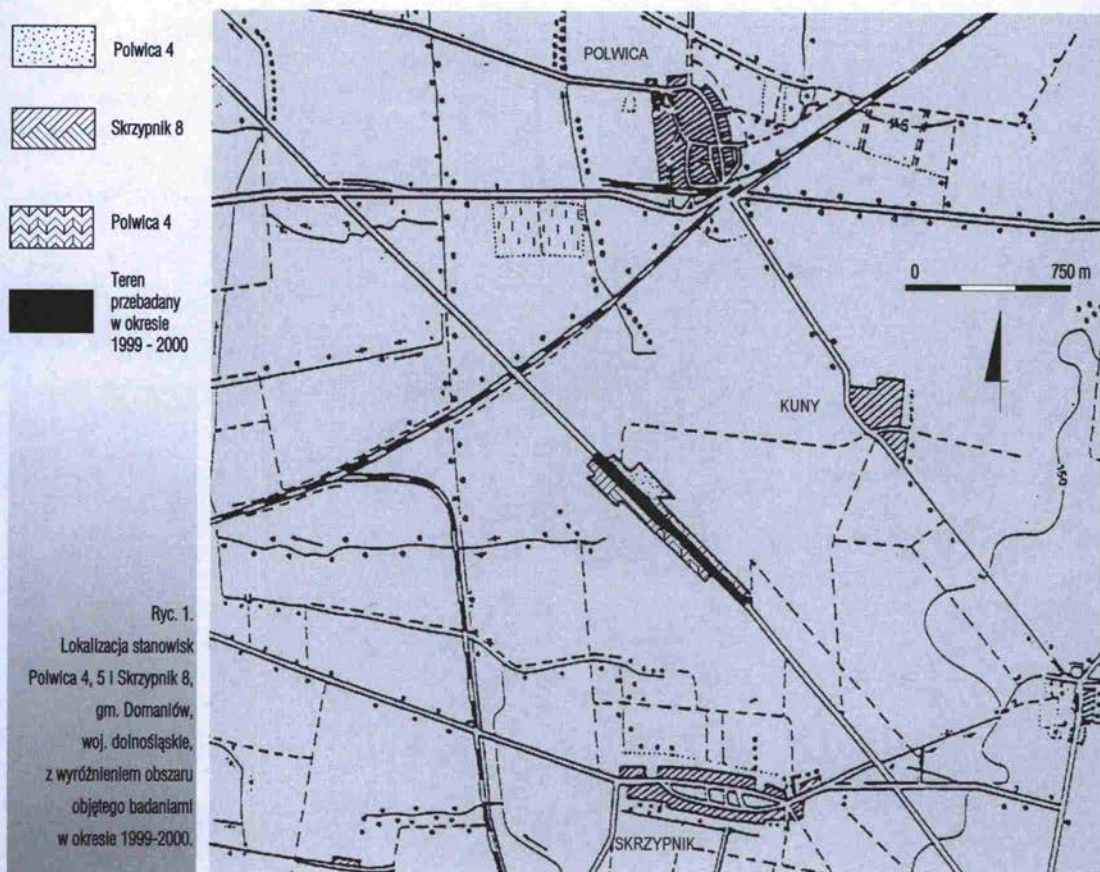 Polwica 4
Skrzypnik 8
Polwica 4
Teren
przebadany
w okresie
1999 - 2000
Ryc. 1.
Lokalizacja stanowisk
Polwica 4, 5 i Skrzypnik 8,
gm. Domaniów,
woj. dolnośląskie,
z wyróżnieniem obszaru
objętego badaniami
w okresie 1999-2000.
POLWICA
0 750 m
KUNY
SKRZYPNIK